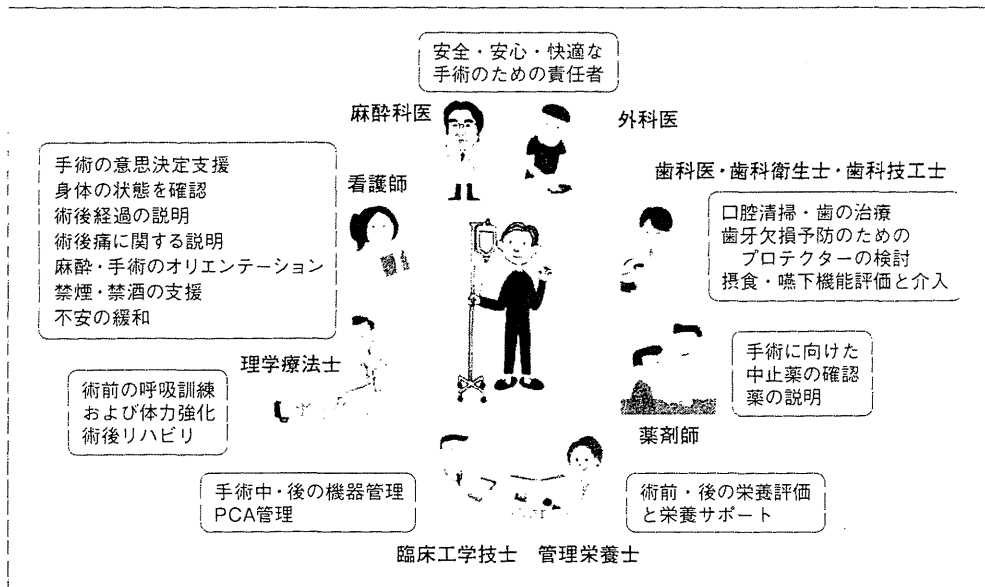 安全・安心・快適な
手術のための責任者
麻酔科医
外科医
手術の意思決定支援
身体の状態を確認
術後経過の説明
術後痛に関する説明
麻酔・手術のオリエンテーション
禁煙・禁酒の支援
不安の緩和
看護師
歯科医・歯科衛生士・歯科技工士
口腔清掃・歯の治療
歯牙欠損予防のための
プロテクターの検討
摂食・嚥下機能評価と介入
理学療法士
術前の呼吸訓練
および体力強化
術後リハビリ
手術に向けた
中止薬の確認
薬の説明
薬剤師
手術中・後の機器管理
PCA管理
術前・後の栄養評価
と栄養サポート
臨床工学技士 管理栄養士